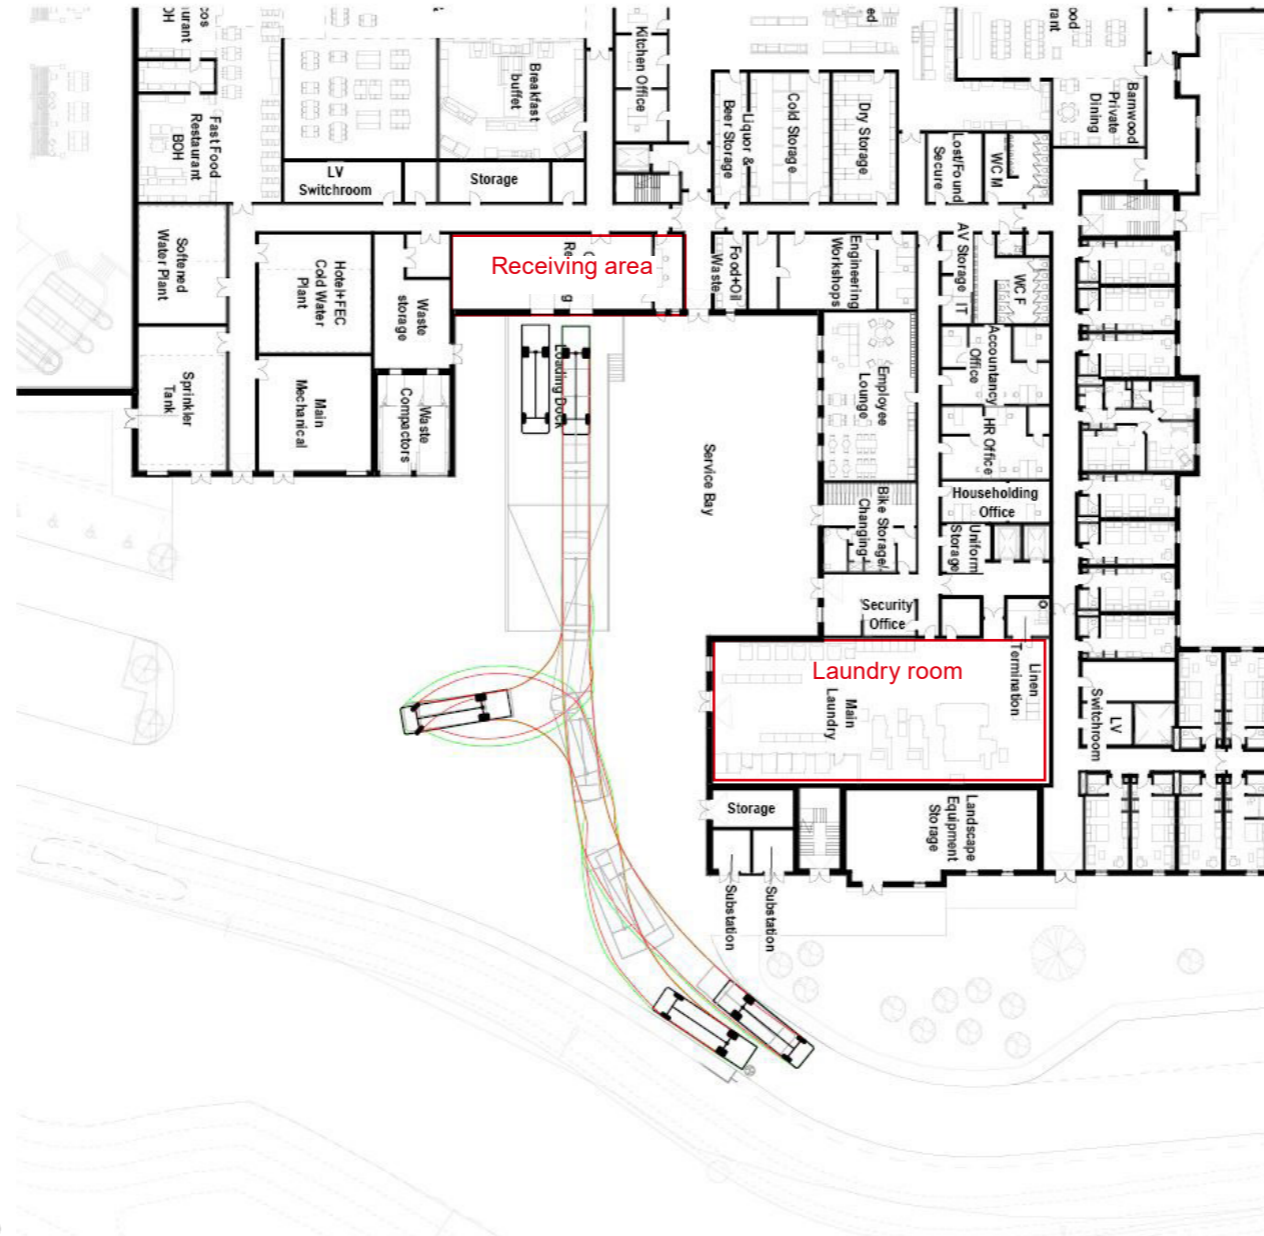 Kitchen Office
Breakfast
buffet
Fast Food
Restaurant
BOH
LV
Switchroom
Storage
Liquor &
Beer Storage
Cold Storage
Dry Storage
Lost/Found
Secure
WC M
Barnwood
Private
Dining
Softened
Water Plant
Hotel+FEC
Cold Water
Plant
Waste
storage
Receiving area
Food+Oil
Waste
Engineering
Workshops
AV Storage
IT
WC F
Sprinkler
Tank
Main
Mechanical
Waste
Compactors
Loading Dock
Service Bay
Employee
Lounge
Accountancy
Office
HR Office
Householding
Office
Bike Storage/
Changing
Uniform
Storage
Security
Office
Laundry room
Main
Laundry
Linen
Termination
LV
Switchroom
Storage
Landscape
Equipment
Storage
Substation
Substation